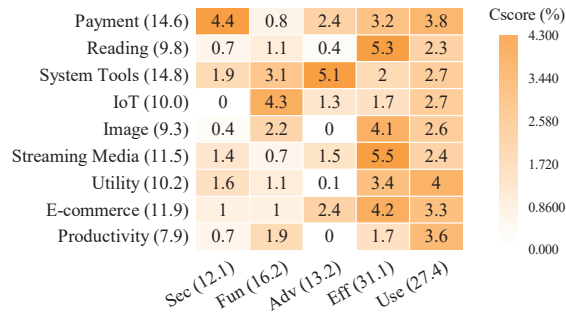 Cscore (%)
Payment (14.6) 4.4 0.8 2.4 3.2 3.8
Reading (9.8) 0.7 1.1 0.4 5.3 2.3
System Tools (14.8) 1.9 3.1 5.1 2 2.7
IoT (10.0) 0 4.3 1.3 1.7 2.7
Image (9.3) 0.4 2.2 0 4.1 2.6
Streaming Media (11.5) 1.4 0.7 1.5 5.5 2.4
Utility (10.2) 1.6 1.1 0.1 3.4 4
E-commerce (11.9) 1 1 2.4 4.2 3.3
Productivity (7.9) 0.7 1.9 0 1.7 3.6
Sec (12.1) Fun (16.2) Adv (13.2) Eff (31.1) Use (27.4)
4.300
3.440
2.580
1.720
0.8600
0.000